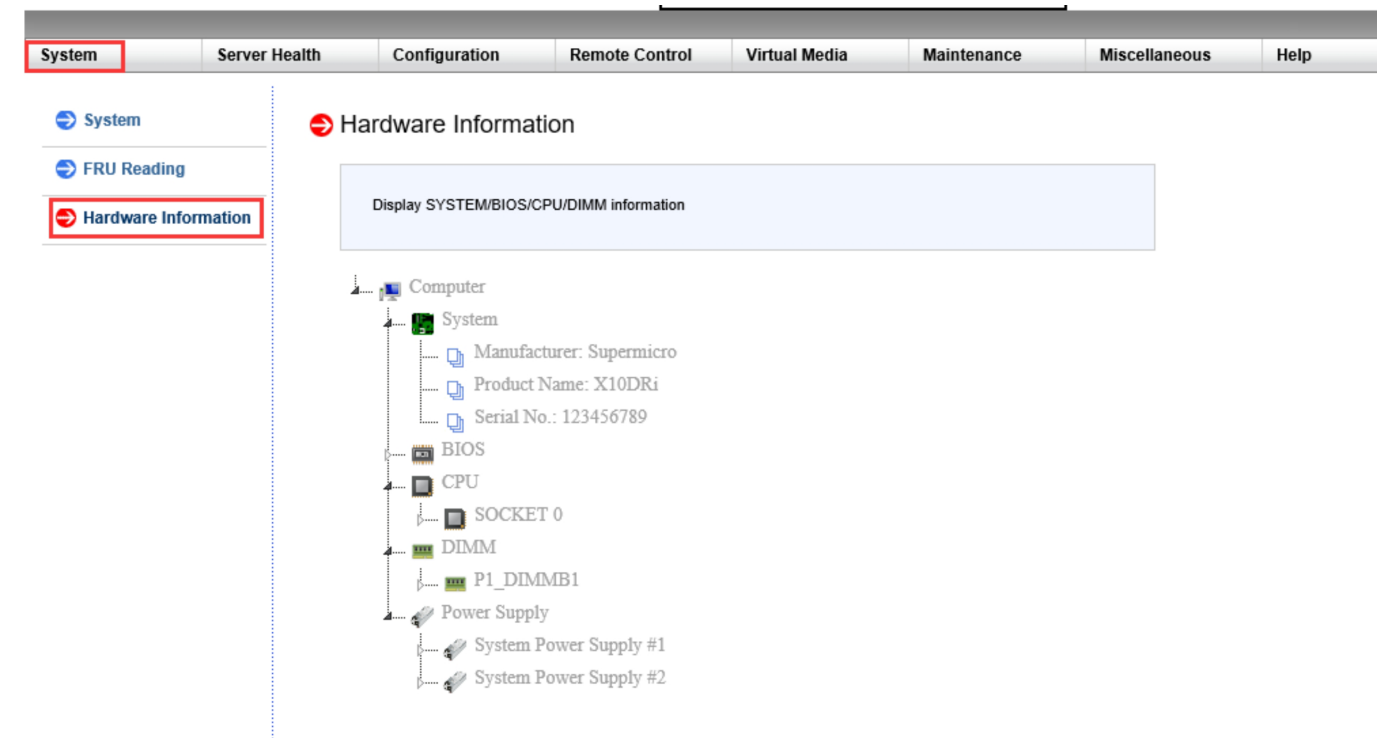 System Server Health Configuration Remote Control Virtual Media Maintenance Miscellaneous Help
System
FRU Reading
Hardware Information
Hardware Information
Display SYSTEM/BIOS/CPU/DIMM information
Computer
System
Manufacturer: Supermicro
Product Name: X10DRi
Serial No.: 123456789
BIOS
CPU
SOCKET 0
DIMM
P1_DIMMB1
Power Supply
System Power Supply #1
System Power Supply #2